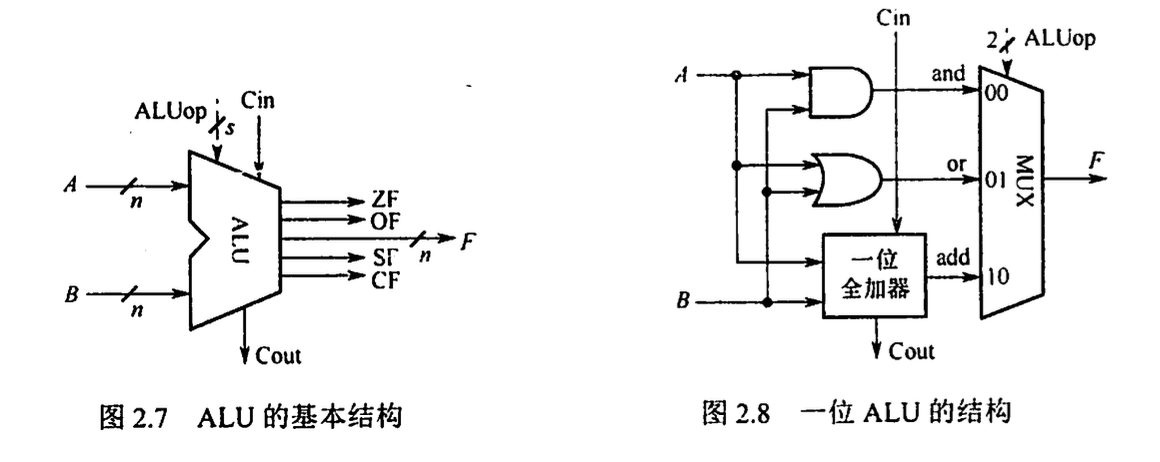 ALUop
s
Cin
A
n
ALU
ZF
OF
n
F
SF
CF
B
n
Cout
图 2.7 ALU 的基本结构
Cin
2
ALUop
A
and
00
or
01
MUX
F
一位
全加器
add
10
B
Cout
图 2.8 一位 ALU 的结构